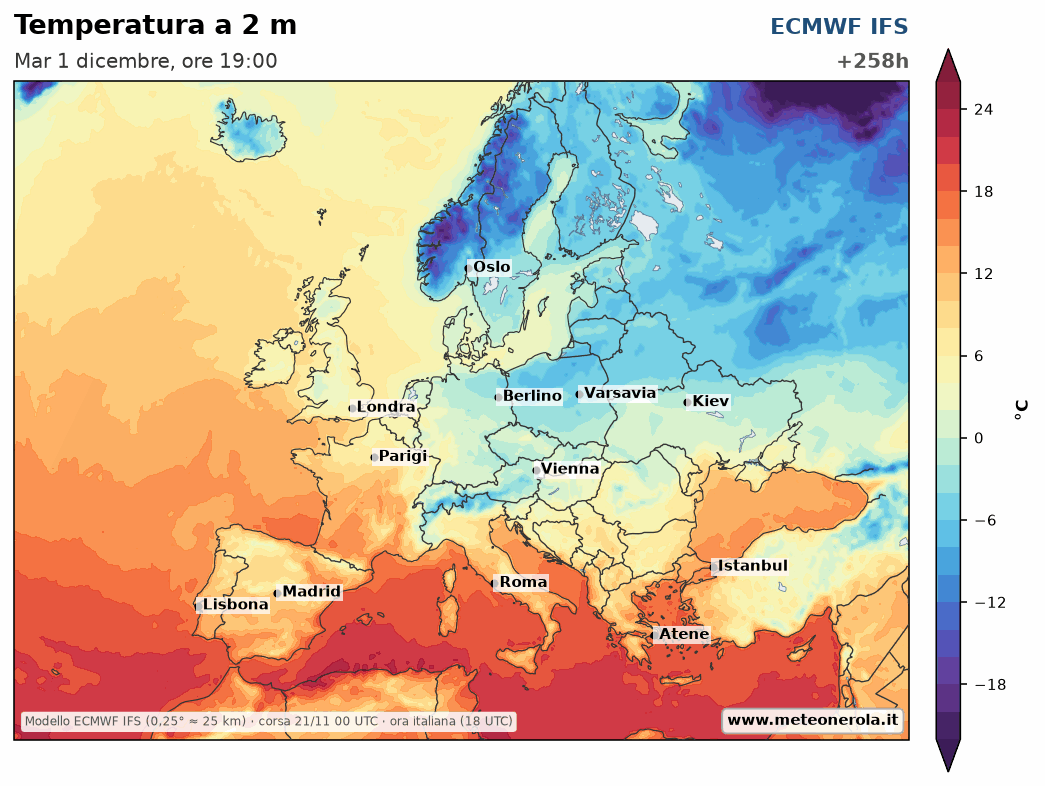 Temperatura a 2 m
ECMWF IFS
Mar 1 dicembre, ore 19:00
+258h
24
18
12
6
0
−6
−12
−18
°C
Oslo
Berlino
Varsavia
Kiev
Londra
Parigi
Vienna
Istanbul
Roma
Madrid
Lisbona
Atene
Modello ECMWF IFS (0,25° ≈ 25 km) · corsa 21/11 00 UTC · ora italiana (18 UTC)
www.meteonerola.it